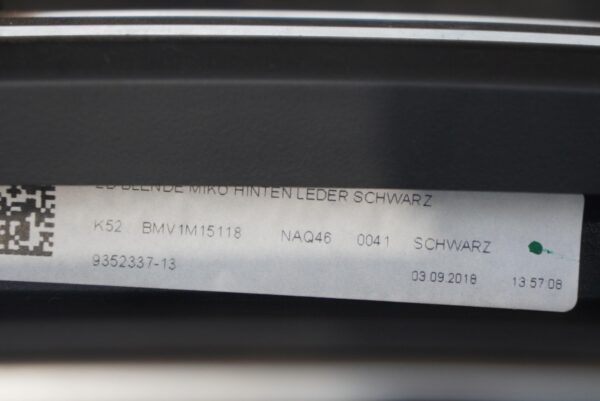 BLENDE MIKO HINTEN LEDER SCHWARZ
K52 BMV1M15118 NAQ46 0041 SCHWARZ
9352337-13 03.09.2018 13:57:08